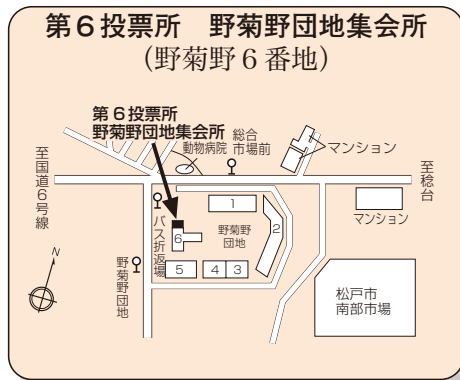 第6投票所 野菊野団地集会所
(野菊野6番地)
第6投票所
野菊野団地集会所
動物病院
総合
市場前
マンション
至国道6号線
至稔台
マンション
バス折返場
野菊野
団地
1
2
3
4
5
6
野菊野団地
松戸市
南部市場
N